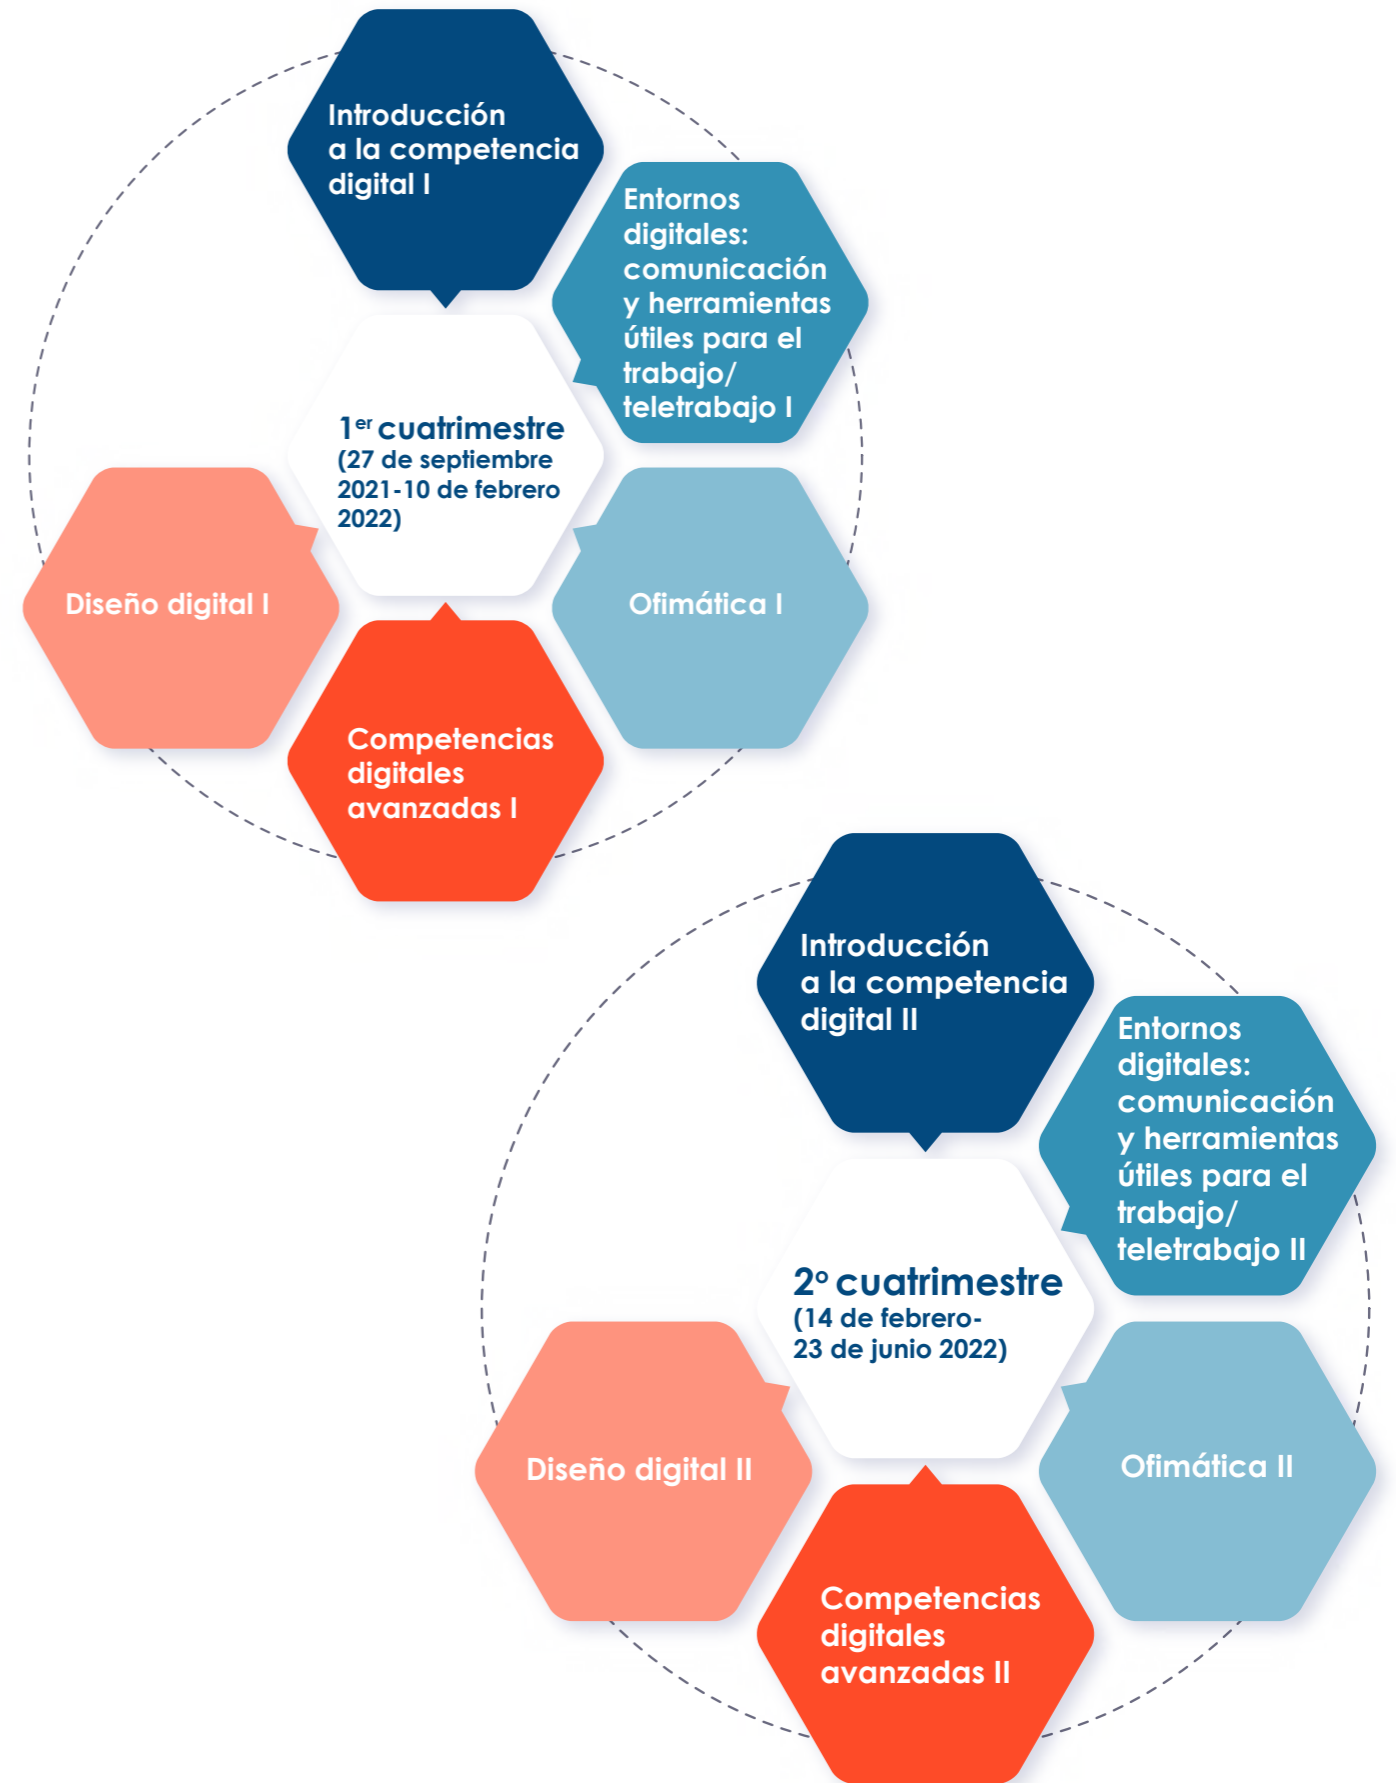 Introducción
a la competencia
digital I
Entornos
digitales:
comunicación
y herramientas
útiles para el
trabajo/
teletrabajo I
1er cuatrimestre
(27 de septiembre
2021-10 de febrero
2022)
Diseño digital I
Ofimática I
Competencias
digitales
avanzadas I
Introducción
a la competencia
digital II
Entornos
digitales:
comunicación
y herramientas
útiles para el
trabajo/
teletrabajo II
2º cuatrimestre
(14 de febrero-
23 de junio 2022)
Diseño digital II
Ofimática II
Competencias
digitales
avanzadas II